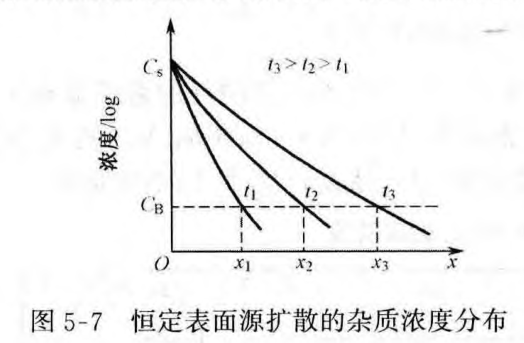 Cₛ
t₃>t₂>t₁
浓度/log
t₁ t₂ t₃
C_B
O x₁ x₂ x₃ x
图 5-7 恒定表面源扩散的杂质浓度分布